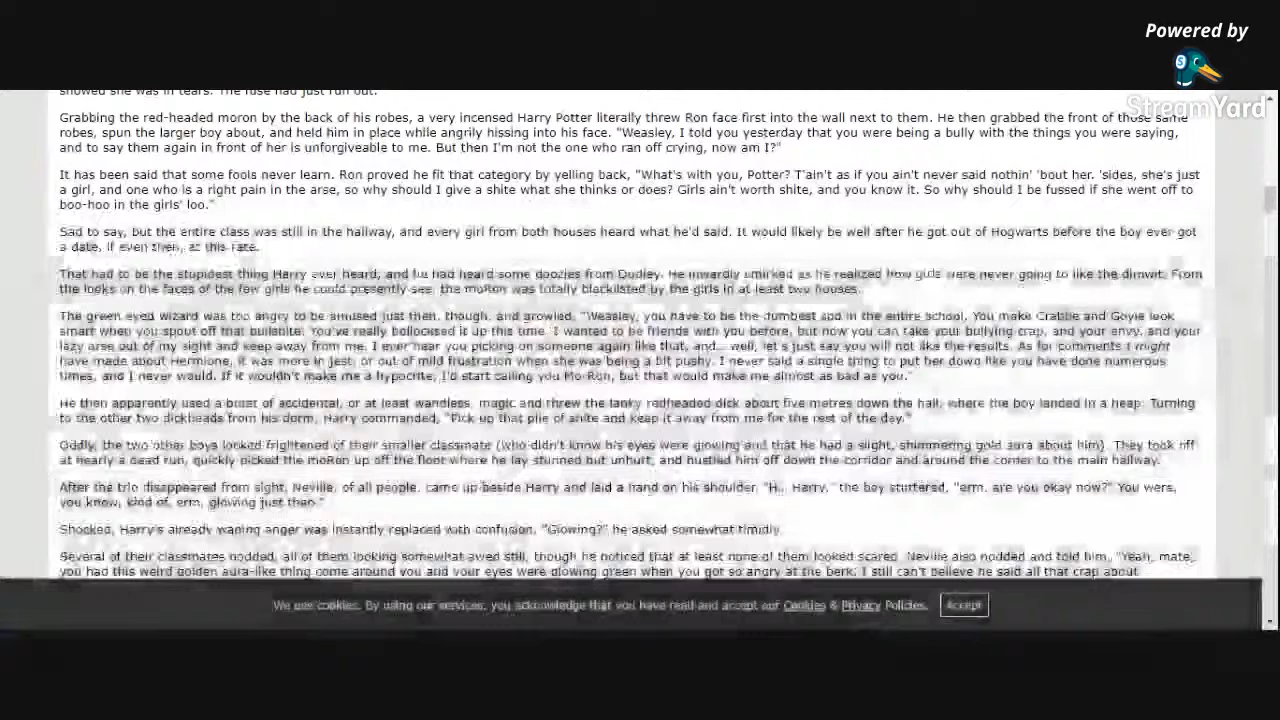 Powered by
StreamYard
showed she was in tears. The fuse had just run out.
Grabbing the red-headed moron by the back of his robes, a very incensed Harry Potter literally threw Ron face first into the wall next to them. He then grabbed the front of those same
robes, spun the larger boy about, and held him in place while angrily hissing into his face. "Weasley, I told you yesterday that you were being a bully with the things you were saying,
and to say them again in front of her is unforgiveable to me. But then I'm not the one who ran off crying, now am I?"
It has been said that some fools never learn. Ron proved he fit that category by yelling back, "What's with you, Potter? T'ain't as if you ain't never said nothin' 'bout her. 'sides, she's just
a girl, and one who is a right pain in the arse, so why should I give a shite what she thinks or does? Girls ain't worth shite, and you know it. So why should I be fussed if she went off to
boo-hoo in the girls' loo."
Sad to say, but the entire class was still in the hallway, and every girl from both houses heard what he'd said. It would likely be well after he got out of Hogwarts before the boy ever got
a date, if even then, at this rate.
That had to be the stupidest thing Harry ever heard, and he had heard some doozies from Dudley. He inwardly smirked as he realized how girls were never going to like the dimwit. From
the looks on the faces of the few girls he could presently see, the moRon was totally blacklisted by the girls in at least two houses.
The green eyed wizard was too angry to be amused just then, though, and growled, "Weasley, you have to be the dumbest sod in the entire school. You make Crabbe and Goyle look
smart when you spout off that bullshite. You've really bollocksed it up this time. I wanted to be friends with you before, but now you can take your bullying crap, and your envy, and your
lazy arse out of my sight and keep away from me. I ever hear you picking on someone again like that, and... well, let's just say you will not like the results. As for comments I might
have made about Hermione, it was more in jest, or out of mild frustration when she was being a bit pushy. I never said a single thing to put her down like you have done numerous
times, and I never would. If it wouldn't make me a hypocrite, I'd start calling you Mo-Ron, but that would make me almost as bad as you."
He then apparently used a burst of accidental, or at least wandless, magic and threw the lanky redheaded dick about five metres down the hall, where the boy landed in a heap. Turning
to the other two dickheads from his dorm, Harry commanded, "Pick up that pile of shite and keep it away from me for the rest of the day."
Oddly, the two other boys looked frightened of their smaller classmate (who didn't know his eyes were glowing and that he had a slight, shimmering gold aura about him). They took off
at nearly a dead run, quickly picked the moRon up off the floor where he lay stunned but unhurt, and hustled him off down the corridor and around the corner to the main hallway.
After the trio disappeared from sight, Neville, of all people, came up beside Harry and laid a hand on his shoulder. "H.. Harry," the boy stuttered, "erm, are you okay now?" You were,
you know, kind of, erm, glowing just then."
Shocked, Harry's already waning anger was instantly replaced with confusion. "Glowing?" he asked somewhat timidly.
Several of their classmates nodded, all of them looking somewhat awed still, though he noticed that at least none of them looked scared. Neville also nodded and told him, "Yeah, mate,
you had this weird golden aura-like thing come around you and your eyes were glowing green when you got so angry at the berk. I still can't believe he said all that crap about
We use cookies. By using our services, you acknowledge that you have read and accept our Cookies & Privacy Policies.
Accept